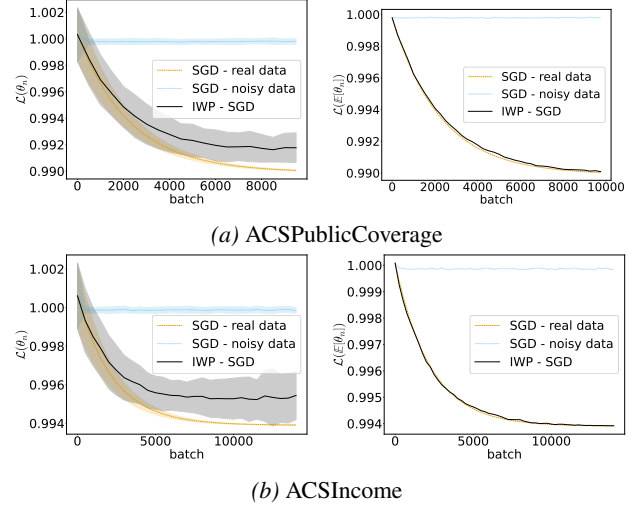 1.002
1.000
0.998
0.996
0.994
0.992
0.990
ℒ(θₙ)
SGD - real data
SGD - noisy data
IWP - SGD
0 2000 4000 6000 8000
batch
1.000
0.998
0.996
0.994
0.992
0.990
ℒ(𝔼[θₙ])
SGD - real data
SGD - noisy data
IWP - SGD
0 2000 4000 6000 8000 10000
batch
(a) ACSPublicCoverage
1.002
1.000
0.998
0.996
0.994
ℒ(θₙ)
SGD - real data
SGD - noisy data
IWP - SGD
0 5000 10000
batch
1.000
0.999
0.998
0.997
0.996
0.995
0.994
ℒ(𝔼[θₙ])
SGD - real data
SGD - noisy data
IWP - SGD
0 5000 10000
batch
(b) ACSIncome